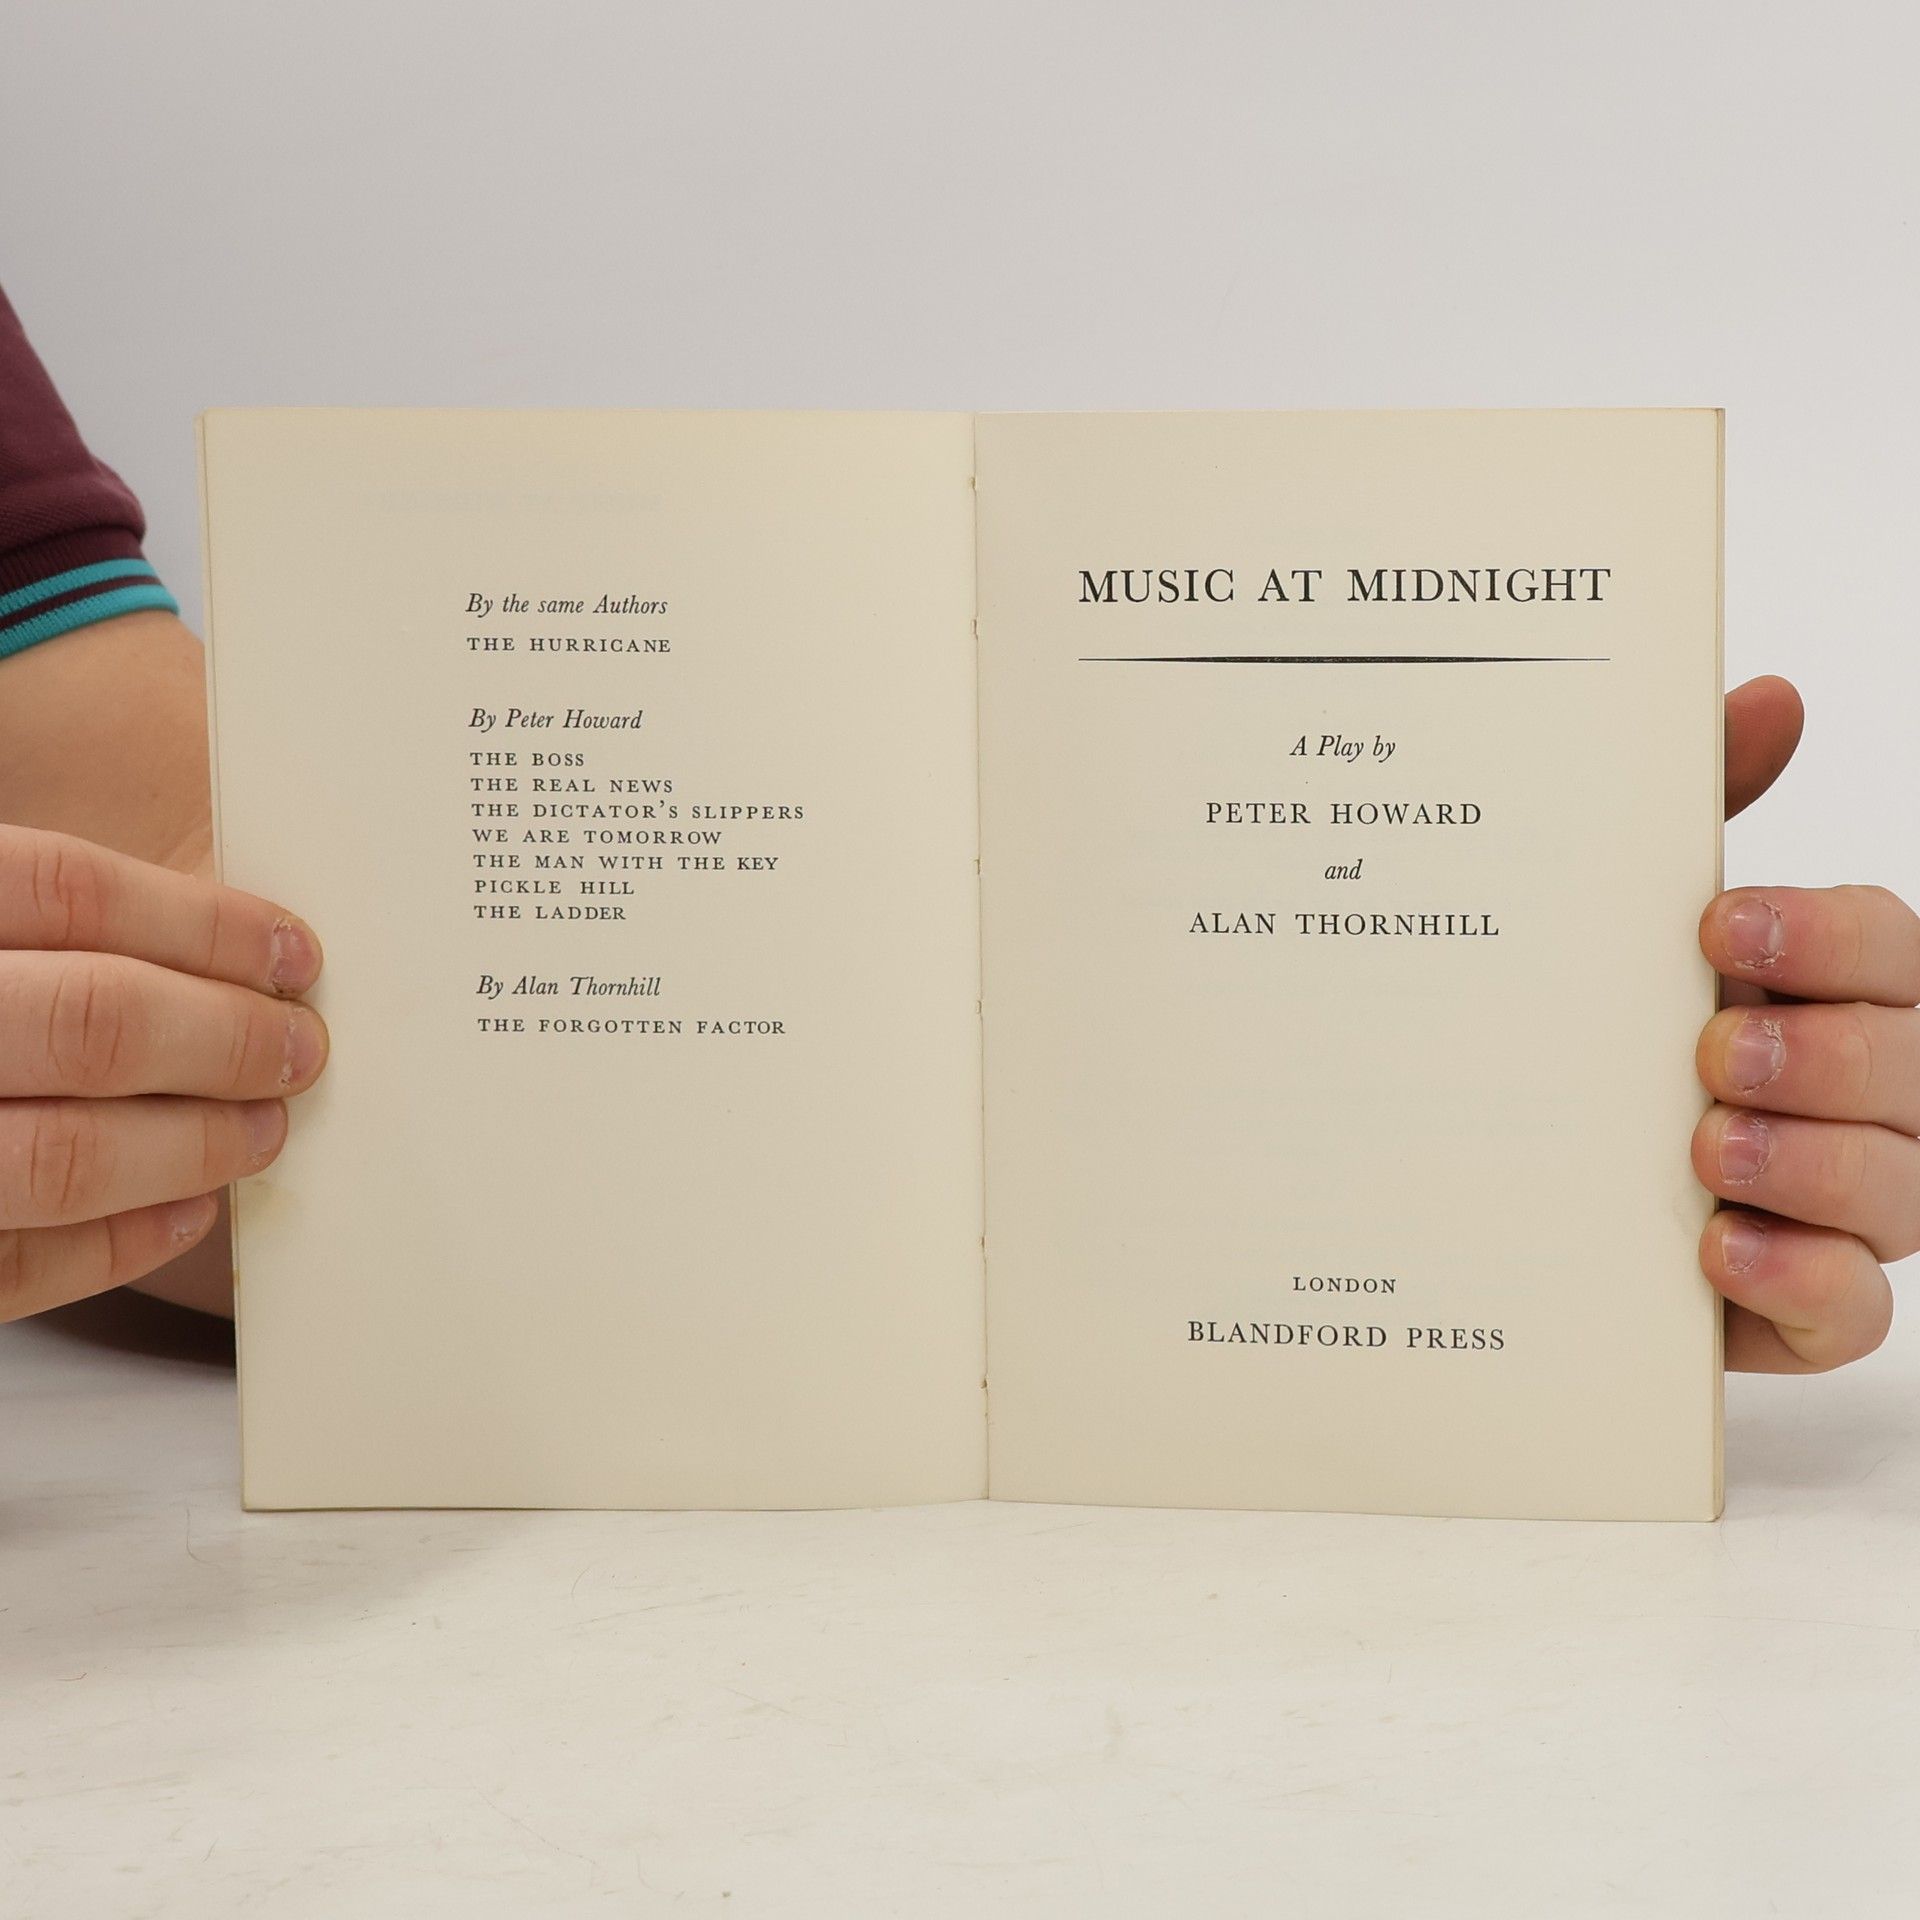 By the same Authors
THE HURRICANE
By Peter Howard
THE BOSS
THE REAL NEWS
THE DICTATOR'S SLIPPERS
WE ARE TOMORROW
THE MAN WITH THE KEY
PICKLE HILL
THE LADDER
By Alan Thornhill
THE FORGOTTEN FACTOR
MUSIC AT MIDNIGHT
A Play by
PETER HOWARD
and
ALAN THORNHILL
LONDON
BLANDFORD PRESS